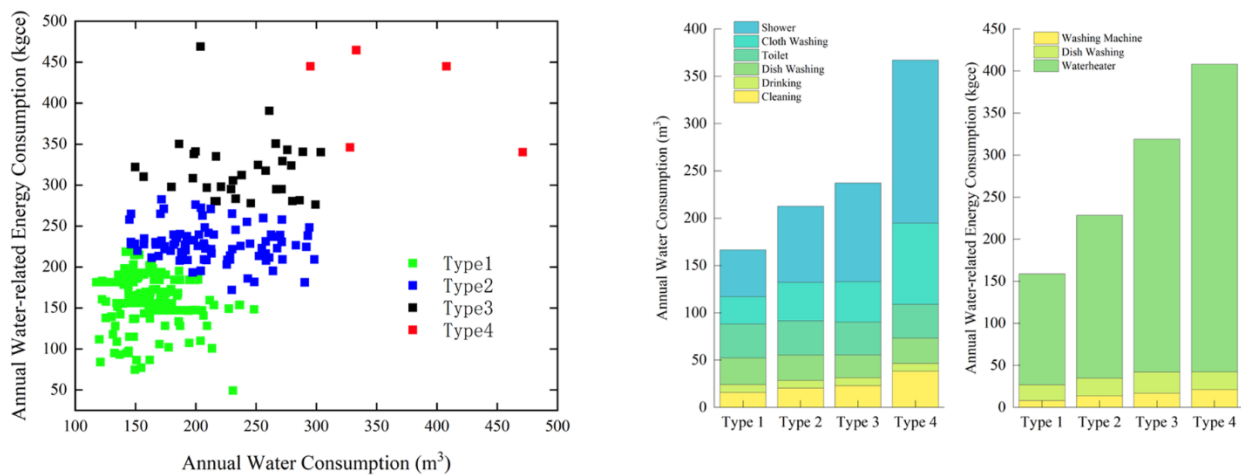 Annual Water-related Energy Consumption (kgce)
500
450
400
350
300
250
200
150
100
50
100 150 200 250 300 350 400 450 500
Annual Water Consumption (m³)
Type1
Type2
Type3
Type4
Annual Water Consumption (m³)
400
350
300
250
200
150
100
50
0
Shower
Cloth Washing
Toilet
Dish Washing
Drinking
Cleaning
Type 1 Type 2 Type 3 Type 4
Annual Water-related Energy Consumption (kgce)
450
400
350
300
250
200
150
100
50
0
Washing Machine
Dish Washing
Waterheater
Type 1 Type 2 Type 3 Type 4